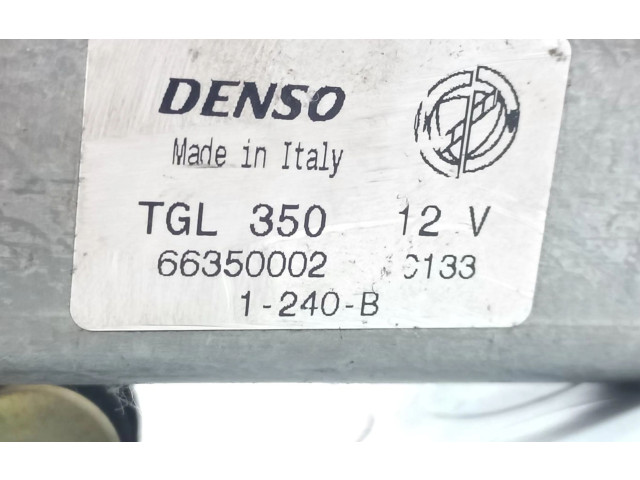 DENSO
Made in Italy
TGL 350 12 V
66350002
1-240-B